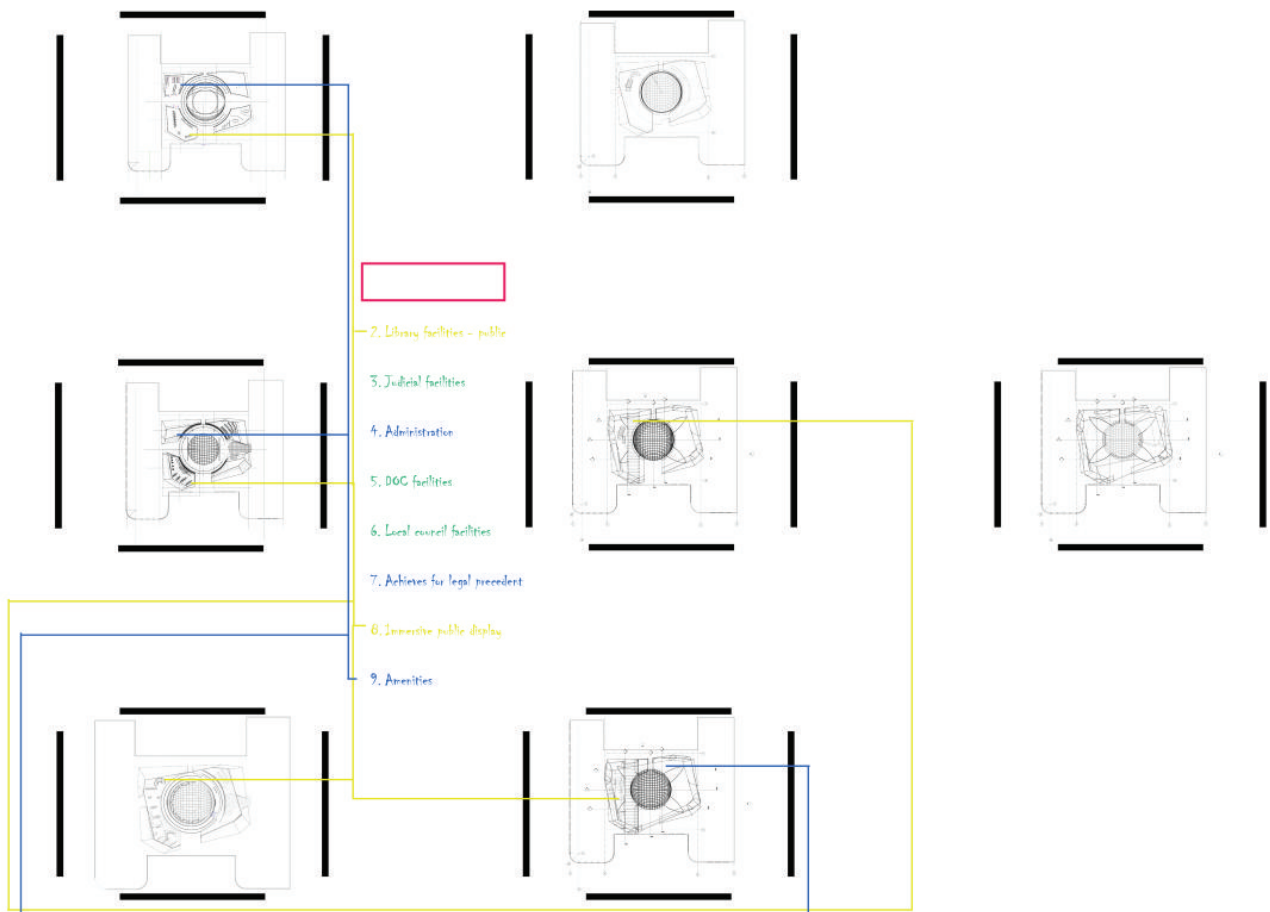 2. Library facilities - public
3. Judicial facilities
4. Administration
5. DOC facilities
6. Local council facilities
7. Achieves for legal precedent
8. Immersive public display
9. Amenities